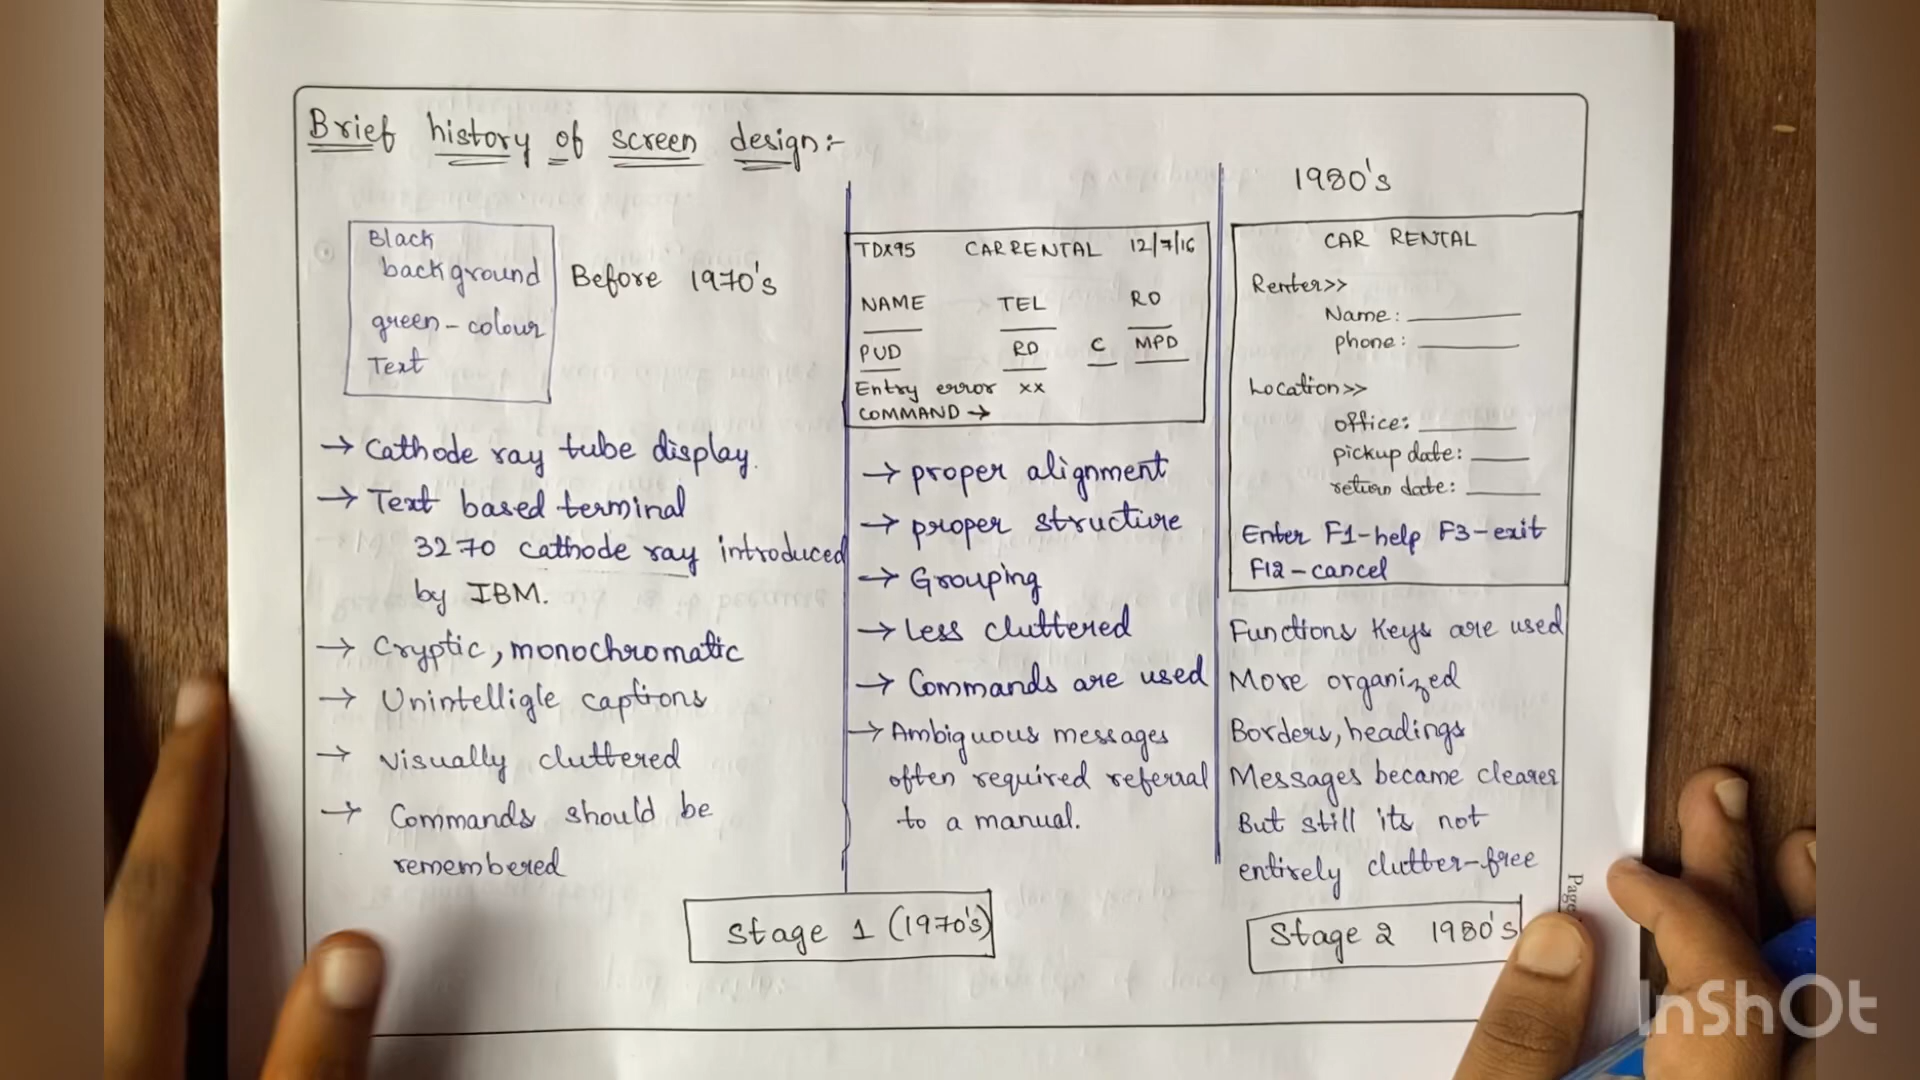 Brief history of screen design:-
Black
background
green-colour
Text
Before 1970's
→ Cathode ray tube display.
→ Text based terminal
3270 cathode ray introduced
by IBM.
→ Cryptic, monochromatic
→ Unintelligle captions
→ Visually cluttered
→ Commands should be
remembered
TDX95 CAR RENTAL 12/7/16
NAME TEL RO
PUD RD C MPD
Entry error xx
COMMAND →
→ proper alignment
→ proper structure
→ Grouping
→ Less cluttered
→ Commands are used
→ Ambiguous messages
often required referral
to a manual.
Stage 1 (1970's)
1980's
CAR RENTAL
Renter>>
Name:
phone:
Location>>
office:
pickup date:
return date:
Enter F1-help F3-exit
F12-cancel
Functions Keys are used
More organized
Borders, headings
Messages became clearer
But still its not
entirely clutter-free
Stage 2 1980's
Page
InShOt